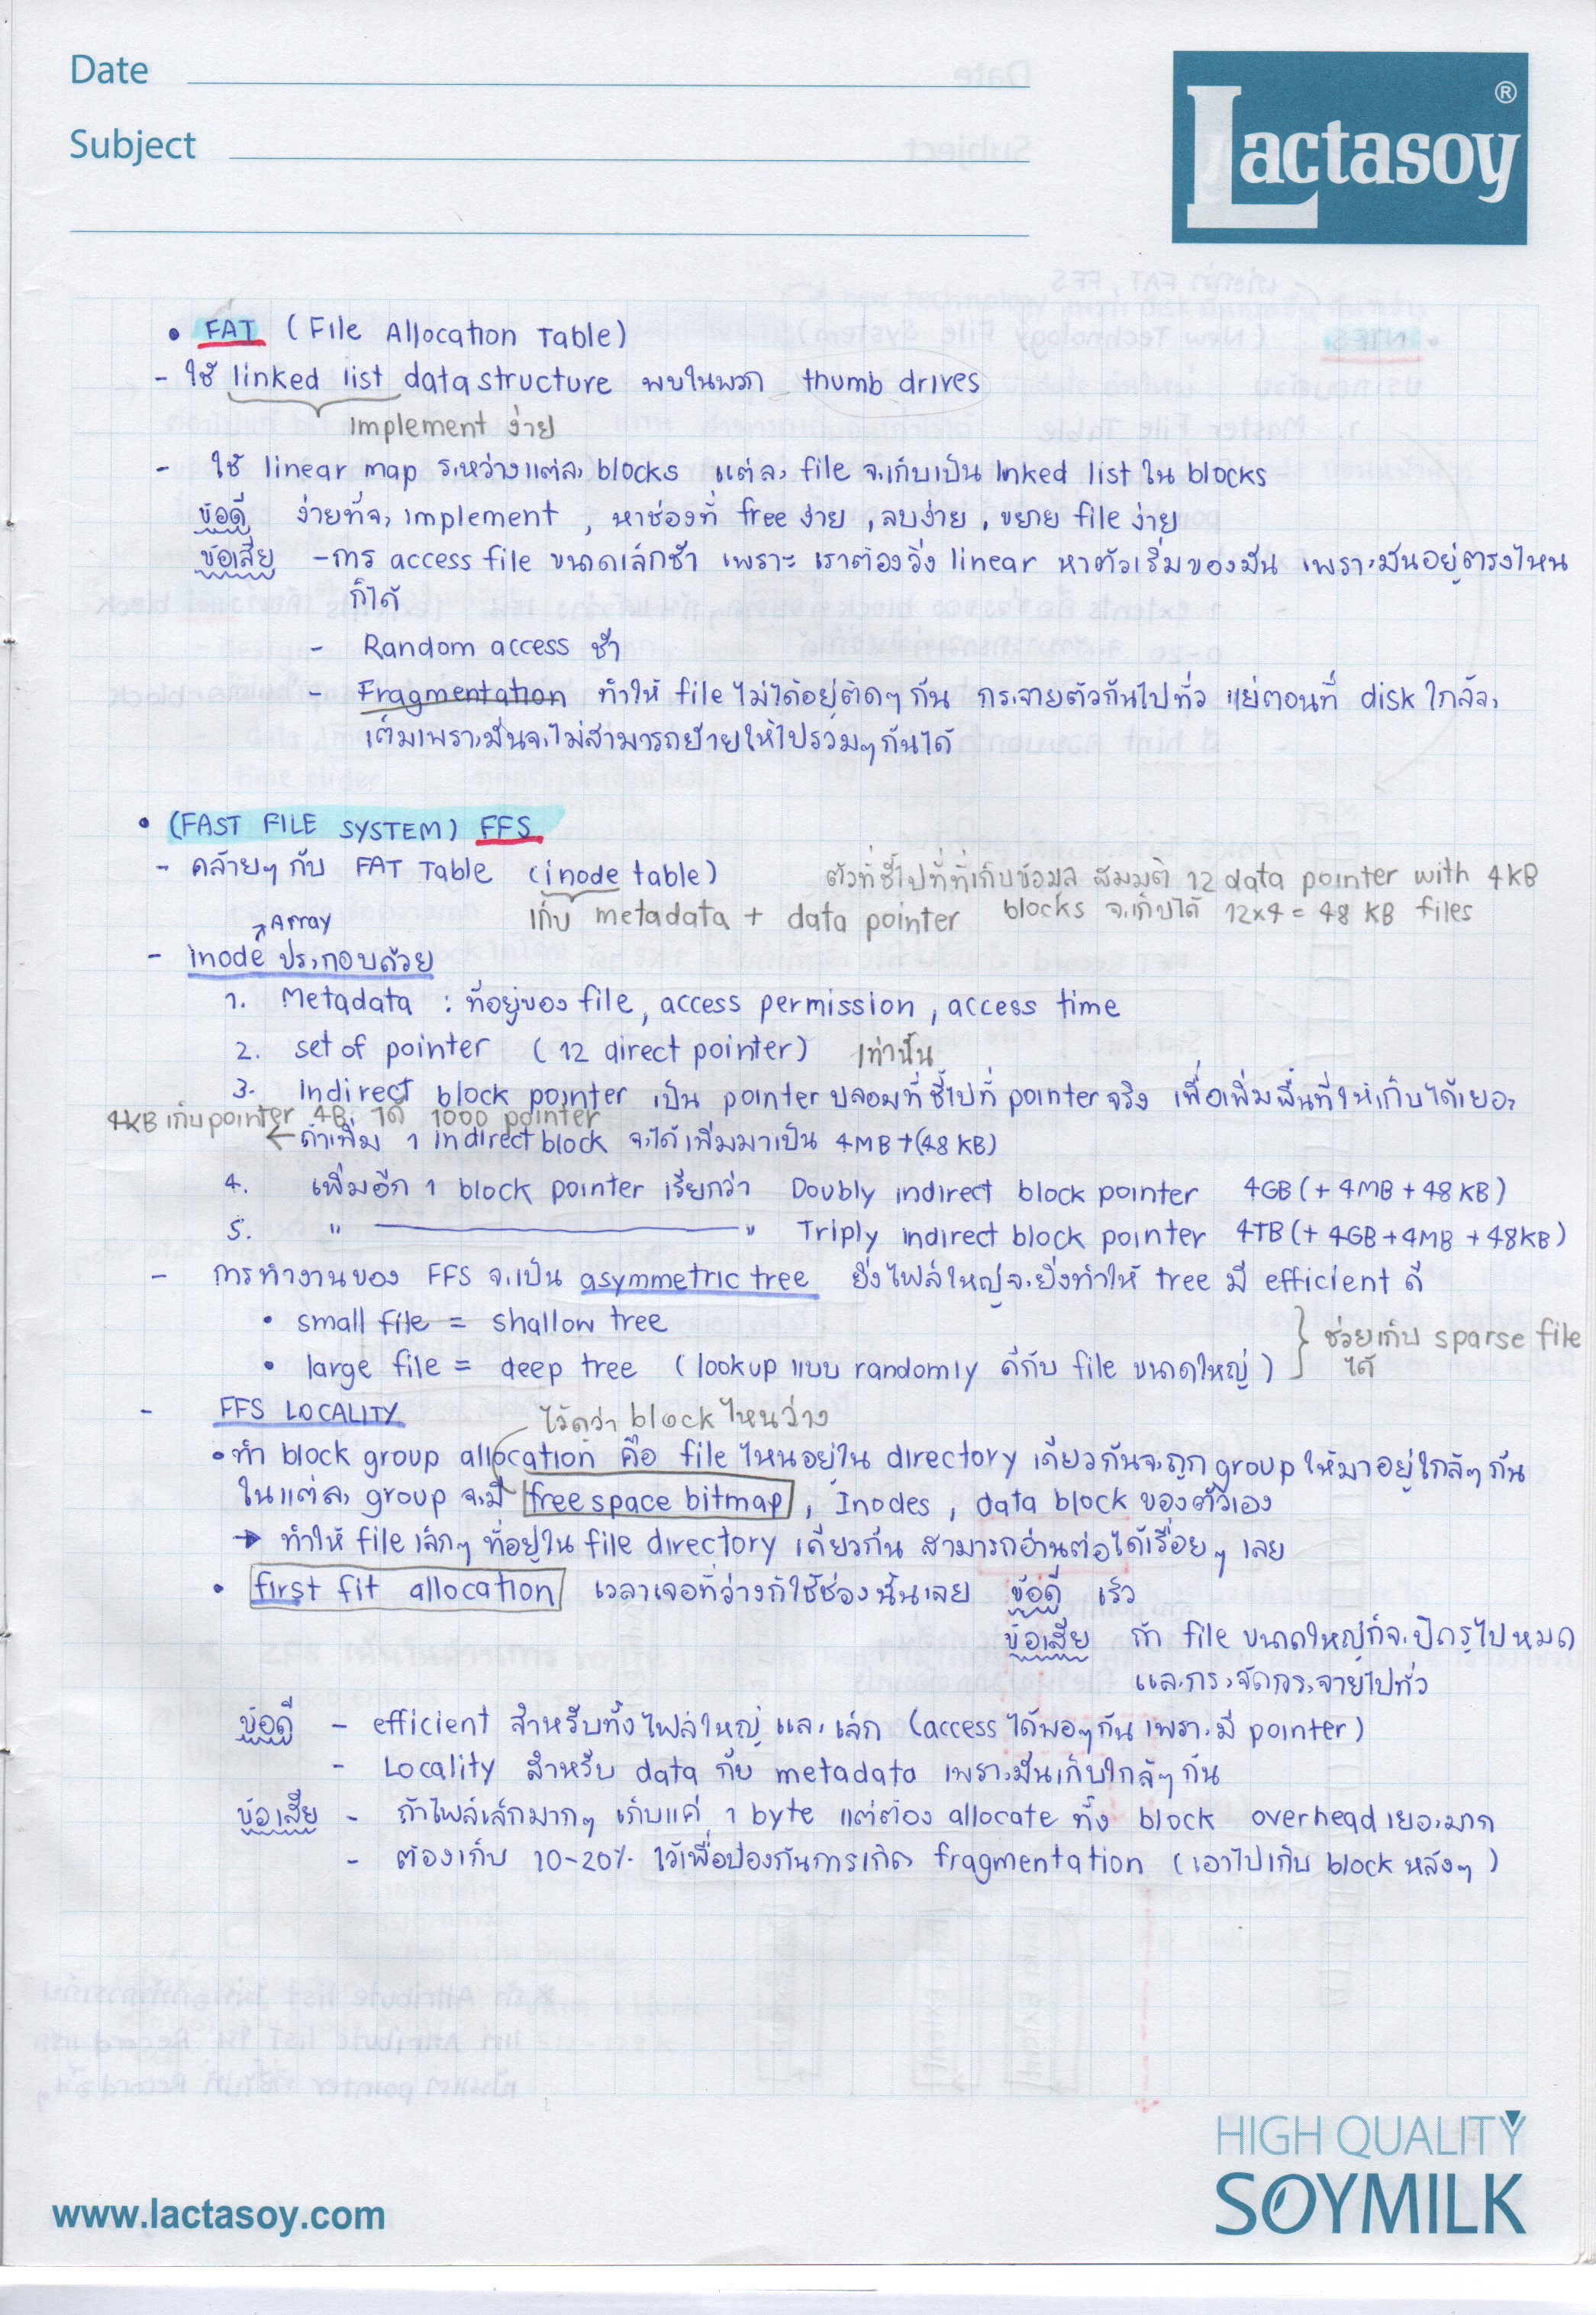 Date
Subject
Lactasoy ®
• FAT (File Allocation Table)
- ใช้ linked list data structure พบในพวก thumb drives
implement ง่าย
- ใช้ linear map ระหว่างแต่ละ blocks แต่ละ file จะเก็บเป็น linked list ใน blocks
ข้อดี ง่ายที่จะ implement , หาช่องที่ free ง่าย , ลบง่าย , ขยาย file ง่าย
ข้อเสีย - การ access file ขนาดเล็กช้า เพราะ เราต้องวิ่ง linear หาตัวเริ่มของมัน เพราะมันอยู่ตรงไหน
ก็ได้
- Random access ช้า
- Fragmentation ทำให้ file ไม่ได้อยู่ติดๆ กัน กระจายตัวกันไปทั่ว แย่ตอนที่ disk ใกล้จะ
เต็มเพราะมันจะไม่สามารถย้ายให้ไปรวมๆ กันได้
• (FAST FILE SYSTEM) FFS
- คล้ายๆ กับ FAT Table (inode table)
ตัวที่ชี้ไปที่ที่เก็บข้อมูล สมมติ 12 data pointer with 4kB
เก็บ metadata + data pointer
blocks จะเก็บได้ 12x4 = 48 KB files
Array
- inode ประกอบด้วย
1. Metadata : ที่อยู่ของ file , access permission , access time
2. set of pointer (12 direct pointer) เท่านั้น
3. Indirect block pointer เป็น pointer ปลอมที่ชี้ไปที่ pointer จริง เพื่อเพิ่มพื้นที่ให้เก็บได้เยอะ
4KB เก็บ pointer 4B ได้ 1000 pointer
← ถ้าเพิ่ม 1 indirect block จะได้เพิ่มมาเป็น 4MB+(48KB)
4. เพิ่มอีก 1 block pointer เรียกว่า Doubly indirect block pointer 4GB (+ 4MB + 48KB)
5. " ——— " Triply indirect block pointer 4TB (+ 4GB + 4MB + 48KB)
- การทำงานของ FFS จะเป็น asymmetric tree ยิ่งไฟล์ใหญ่จะยิ่งทำให้ tree มี efficient ดี
• small file = shallow tree
• large file = deep tree (lookup แบบ randomly ดีกับ file ขนาดใหญ่)
ช่วยเก็บ sparse file
ได้
- FFS LOCALITY
ไว้ดูว่า block ไหนว่าง
• ทำ block group allocation คือ file ไหนอยู่ใน directory เดียวกันจะถูก group ให้มาอยู่ใกล้ๆ กัน
ในแต่ละ group จะมี free space bitmap , Inodes , data block ของตัวเอง
→ ทำให้ file เล็กๆ ที่อยู่ใน file directory เดียวกัน สามารถอ่านต่อได้เรื่อยๆ เลย
• first fit allocation เวลาเจอที่ว่างก็ใช้ช่องนั้นเลย ข้อดี เร็ว
ข้อเสีย ถ้า file ขนาดใหญ่ก็จะปิดรูไปหมด
และกระจัดกระจายไปทั่ว
ข้อดี - efficient สำหรับทั้งไฟล์ใหญ่ และ เล็ก (access ได้พอๆ กัน เพราะมี pointer)
- Locality สำหรับ data กับ metadata เพราะมันเก็บใกล้ๆ กัน
ข้อเสีย - ถ้าไฟล์เล็กมากๆ เก็บแค่ 1 byte แต่ต้อง allocate ทั้ง block overhead เยอะมาก
- ต้องเก็บ 10-20% ไว้เพื่อป้องกันการเกิด fragmentation (เอาไปเก็บ block หลังๆ)
HIGH QUALITY
SOYMILK
www.lactasoy.com